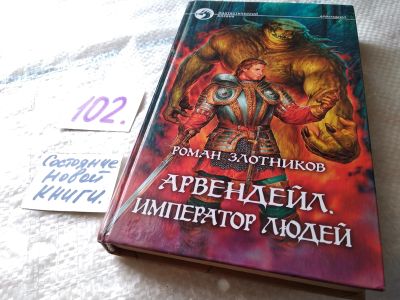 102.
Состояние
новой
книги.
РОМАН ЗЛОТНИКОВ
АРВЕНДЕЙЛ.
ИМПЕРАТОР ЛЮДЕЙ